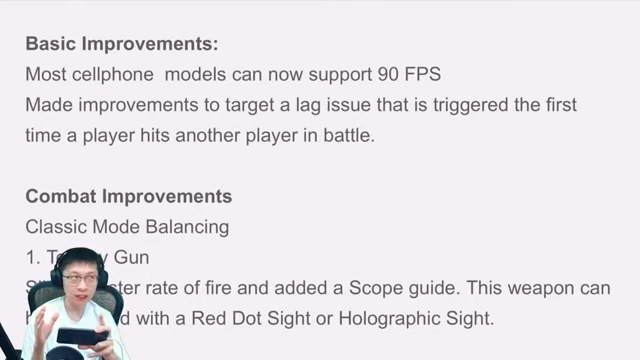 Basic Improvements:
Most cellphone models can now support 90 FPS
Made improvements to target a lag issue that is triggered the first
time a player hits another player in battle.
Combat Improvements
Classic Mode Balancing
1. Gun
rate of fire and added a Scope guide. This weapon can
with a Red Dot Sight or Holographic Sight.